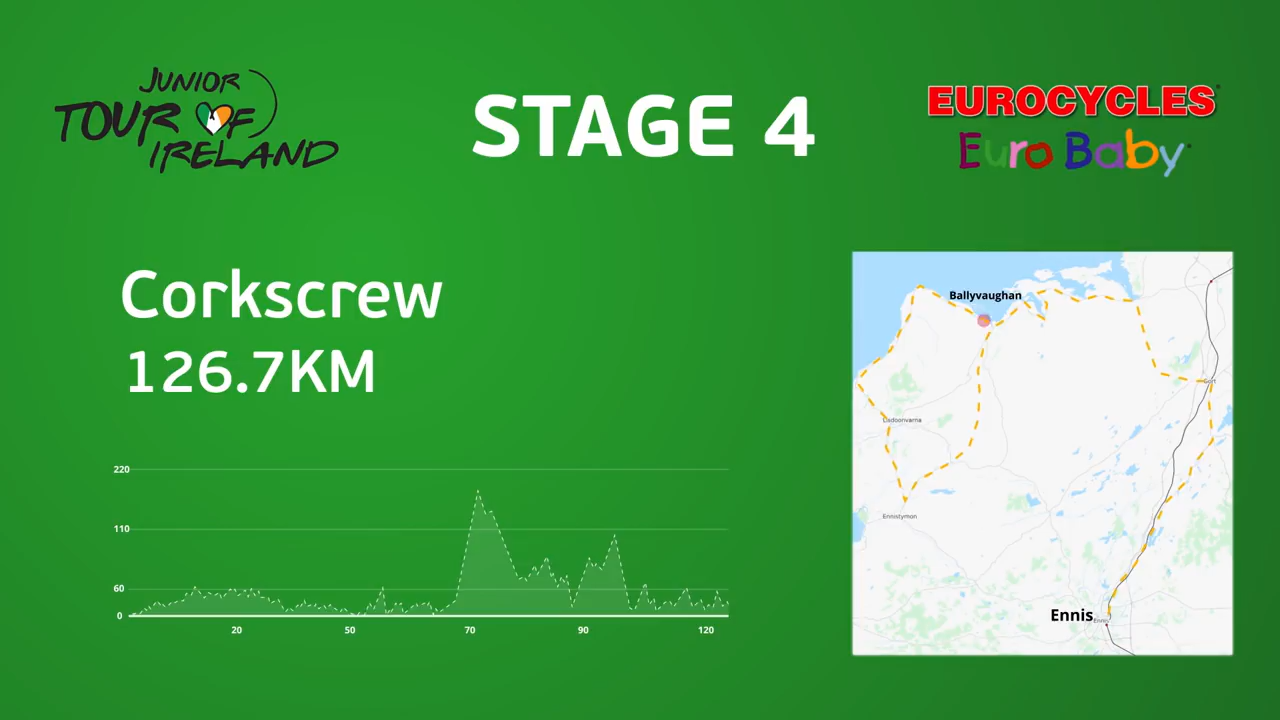 JUNIOR
TOUR OF
IRELAND
STAGE 4
EUROCYCLES
Euro Baby
Corkscrew
126.7KM
220
110
60
0
20
50
70
90
120
Ballyvaughan
Gort
Lisdoonvarna
Ennistymon
Ennis
Ennis